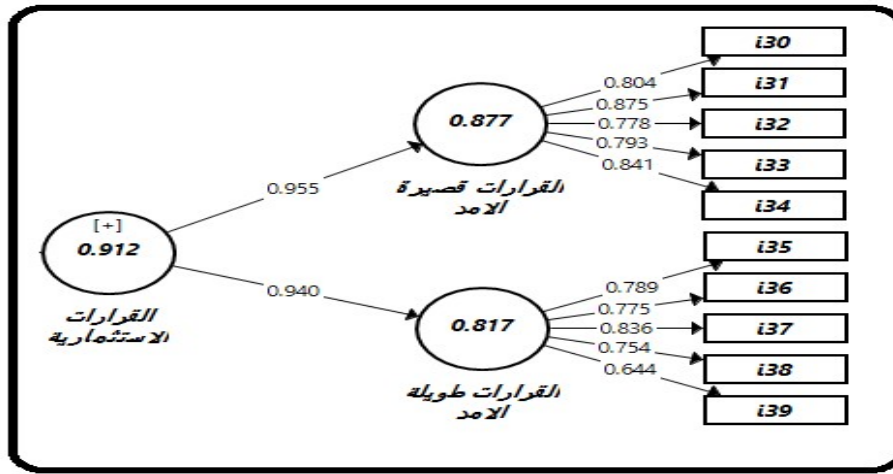 i30
0.804
i31
0.875
0.877
i32
0.778
0.793
i33
0.841
القرارات قصيرة
الامد
0.955
i34
[+]
0.912
i35
القرارات
الاستثمارية
0.940
0.789
i36
0.775
0.817
0.836
i37
0.754
i38
0.644
القرارات طويلة
الامد
i39